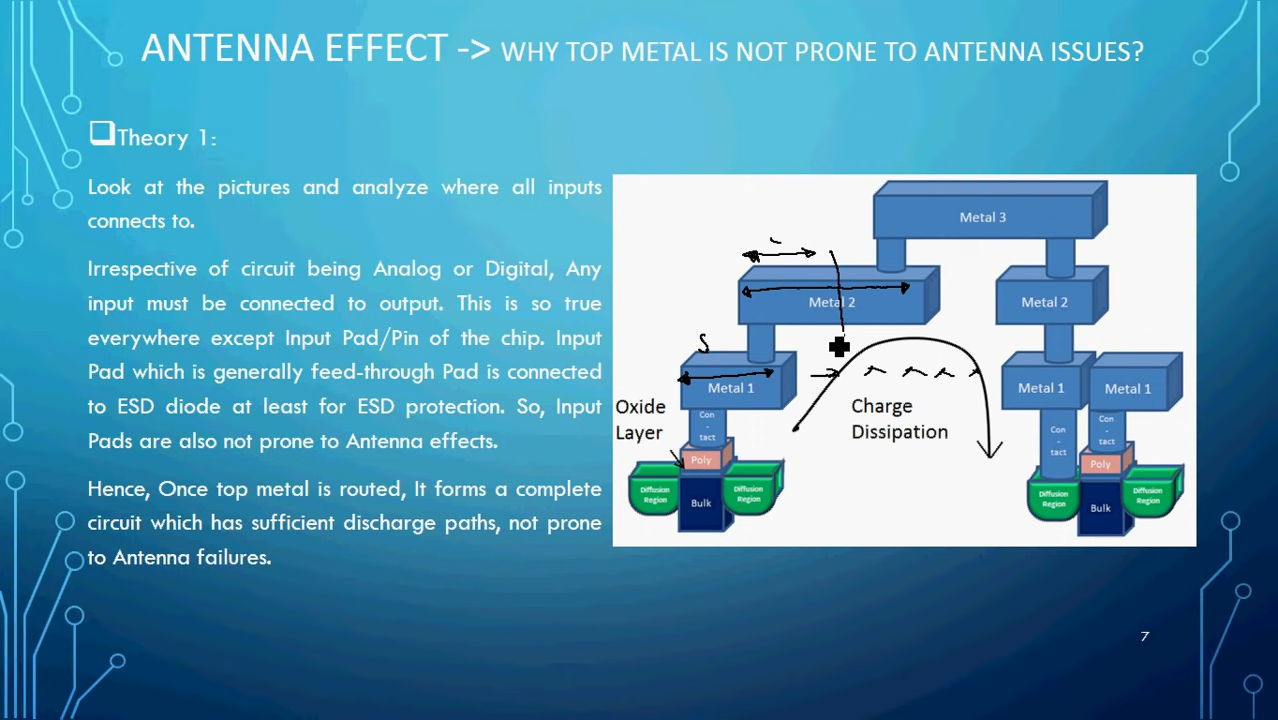 ANTENNA EFFECT -> WHY TOP METAL IS NOT PRONE TO ANTENNA ISSUES?
Theory 1:
Look at the pictures and analyze where all inputs
connects to.
Irrespective of circuit being Analog or Digital, Any
input must be connected to output. This is so true
everywhere except Input Pad/Pin of the chip. Input
Pad which is generally feed-through Pad is connected
to ESD diode at least for ESD protection. So, Input
Pads are also not prone to Antenna effects.
Hence, Once top metal is routed, It forms a complete
circuit which has sufficient discharge paths, not prone
to Antenna failures.
Metal 3
Metal 2
Metal 2
S
Metal 1
Metal 1
Metal 1
Oxide
Layer
Charge
Dissipation
Con
-
tact
Con
-
tact
Con
-
tact
Poly
Poly
Diffusion
Region
Bulk
Diffusion
Region
Diffusion
Region
Bulk
Diffusion
Region
7